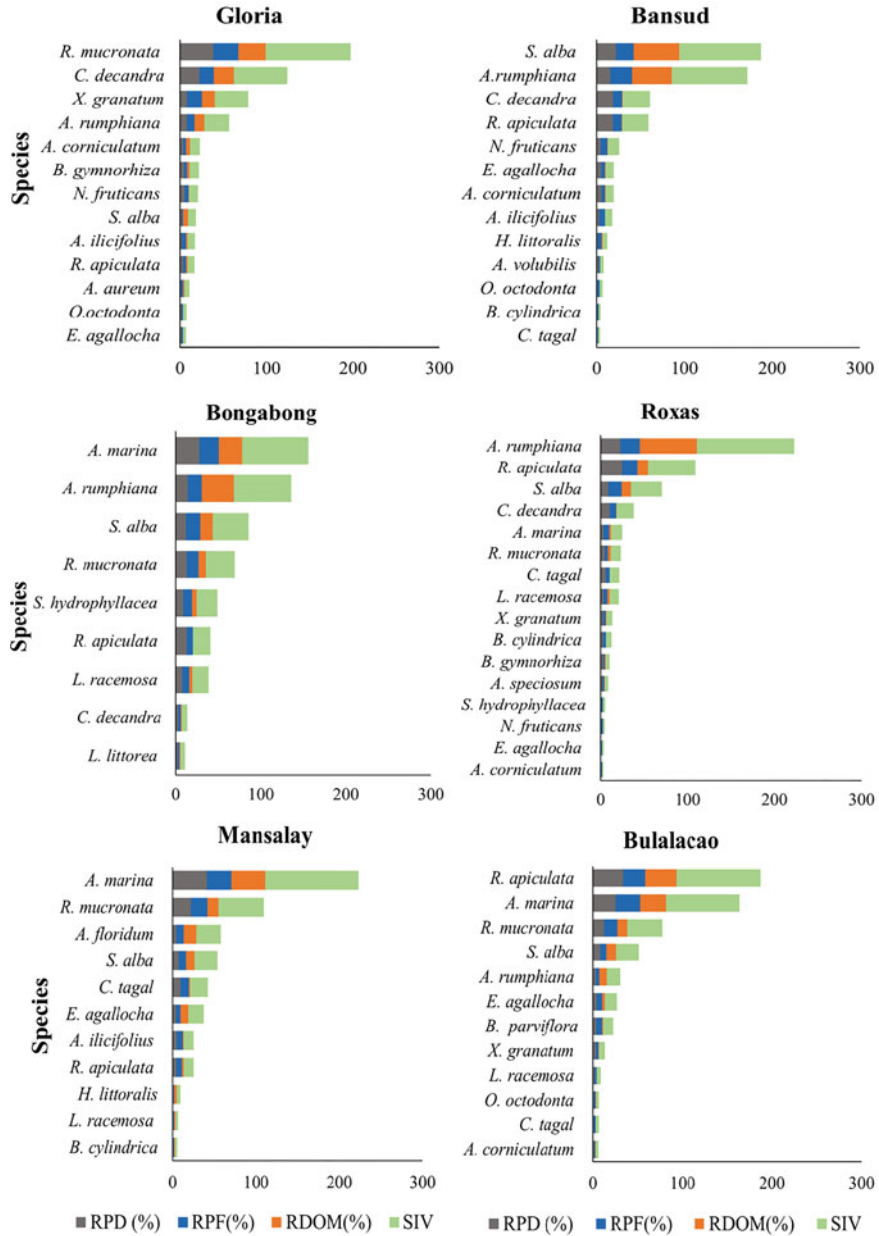 Gloria
Species
R. mucronata
C. decandra
X. granatum
A. rumphiana
A. corniculatum
B. gymnorhiza
N. fruticans
S. alba
A. ilicifolius
R. apiculata
A. aureum
O.octodonta
E. agallocha
0 100 200 300
Bansud
S. alba
A.rumphiana
C. decandra
R. apiculata
N. fruticans
E. agallocha
A. corniculatum
A. ilicifolius
H. littoralis
A. volubilis
O. octodonta
B. cylindrica
C. tagal
0 100 200 300
Bongabong
Species
A. marina
A. rumphiana
S. alba
R. mucronata
S. hydrophyllacea
R. apiculata
L. racemosa
C. decandra
L. littorea
0 100 200 300
Roxas
A. rumphiana
R. apiculata
S. alba
C. decandra
A. marina
R. mucronata
C. tagal
L. racemosa
X. granatum
B. cylindrica
B. gymnorhiza
A. speciosum
S. hydrophyllacea
N. fruticans
E. agallocha
A. corniculatum
0 100 200 300
Mansalay
Species
A. marina
R. mucronata
A. floridum
S. alba
C. tagal
E. agallocha
A. ilicifolius
R. apiculata
H. littoralis
L. racemosa
B. cylindrica
0 100 200 300
Bulalacao
R. apiculata
A. marina
R. mucronata
S. alba
A. rumphiana
E. agallocha
B. parviflora
X. granatum
L. racemosa
O. octodonta
C. tagal
A. corniculatum
0 100 200 300
RPD (%) RPF(%) RDOM(%) SIV
RPD (%) RPF(%) RDOM(%) SIV